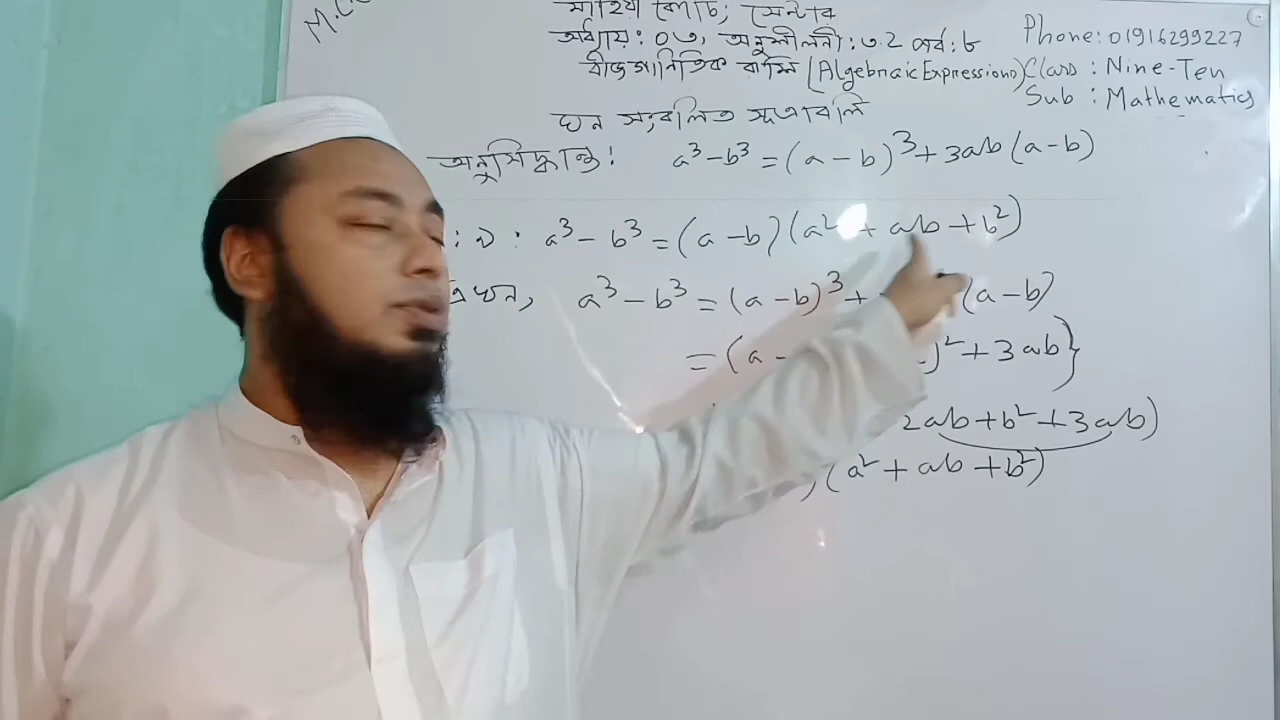 M.C.
মাহিয়া কোচিং সেন্টার
অধ্যায়: ০৩, অনুশীলনী: ৩.2 পর্ব: ৮
Phone: 01916299227
বীজগানিতিক রাশি (Algebraic Expressions)
Class: Nine-Ten
Sub: Mathematics
ঘন সংবলিত সূত্রাবলি
অনুসিদ্ধান্ত: a³ - b³ = (a - b)³ + 3ab (a - b)
: ১ : a³ - b³ = (a - b) (a² + ab + b²)
এখন, a³ - b³ = (a - b)³ + (a - b)
= (a - )² + 3ab}
2ab + b² + 3ab)
(a² + ab + b²)